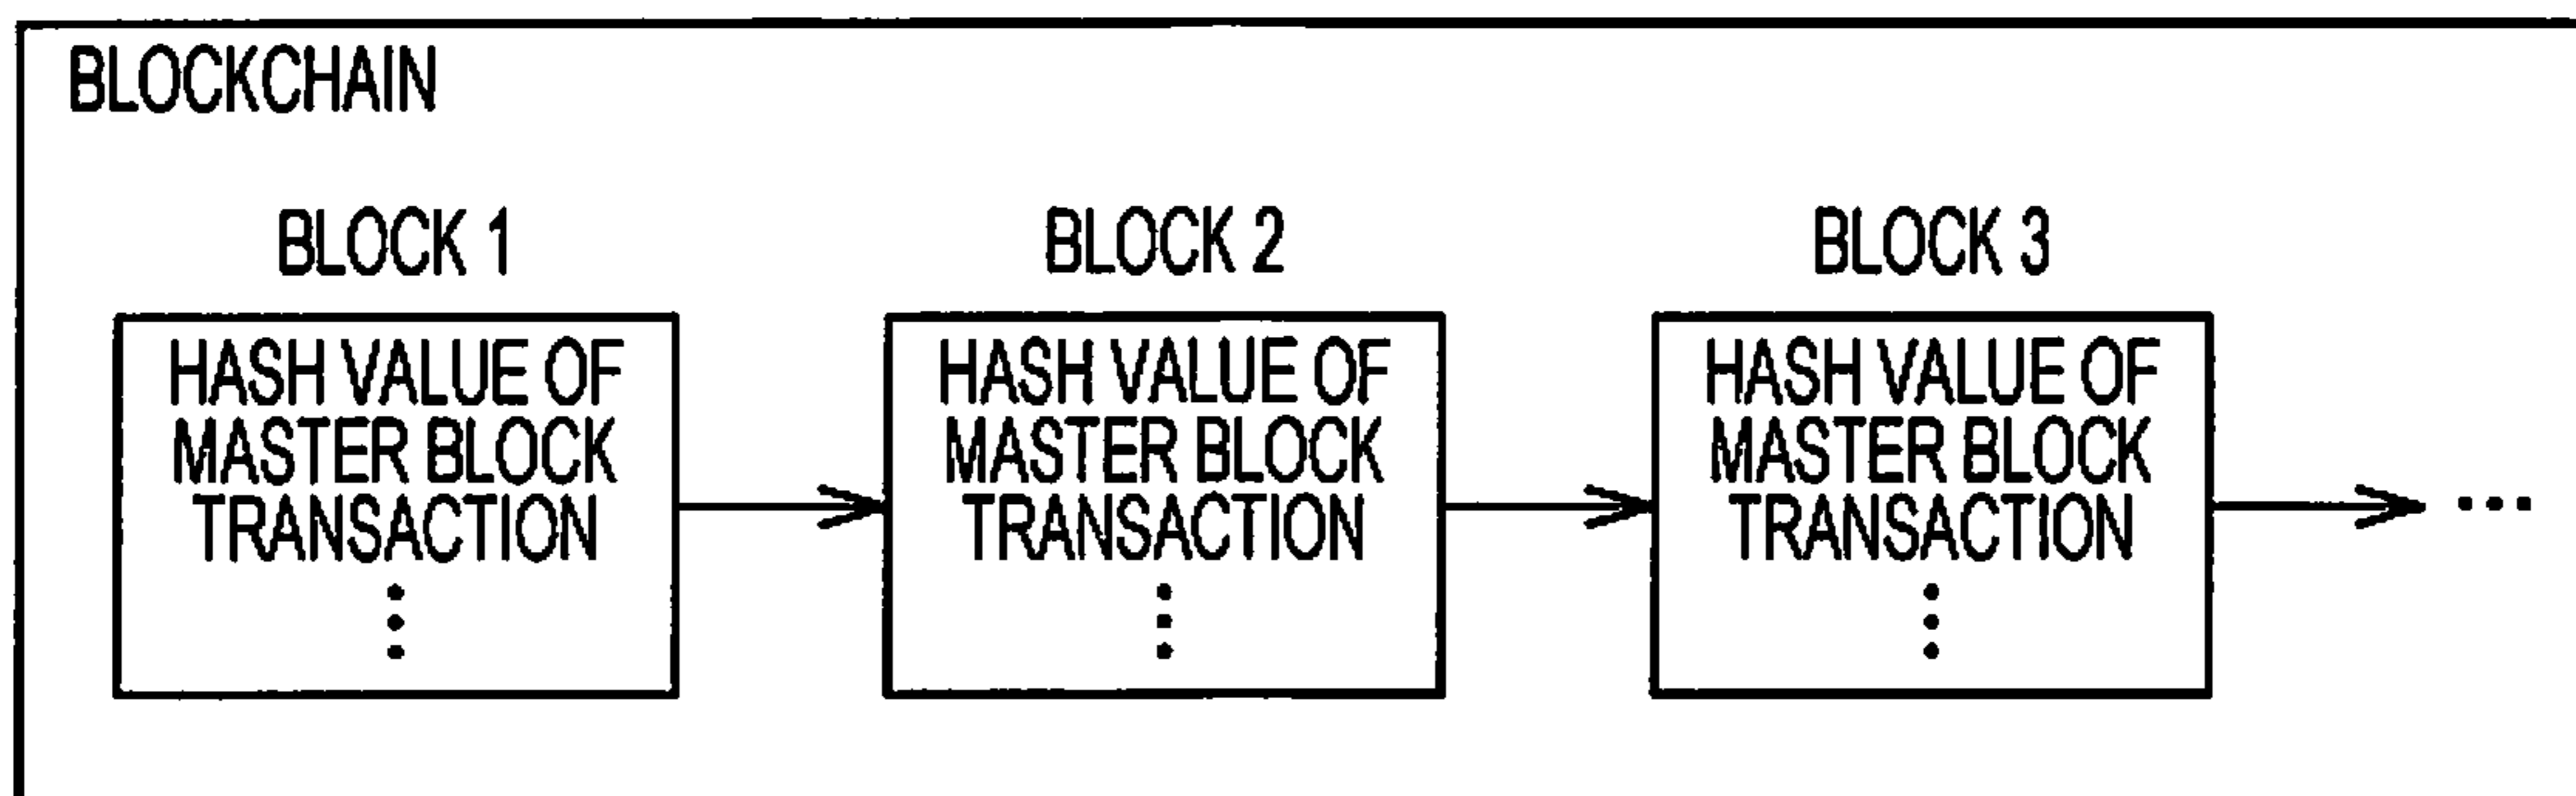 BLOCKCHAIN
BLOCK 1
HASH VALUE OF
MASTER BLOCK
TRANSACTION
BLOCK 2
HASH VALUE OF
MASTER BLOCK
TRANSACTION
BLOCK 3
HASH VALUE OF
MASTER BLOCK
TRANSACTION
...